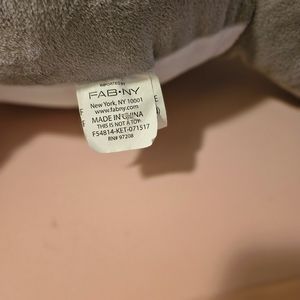 IMPORTED BY
FAB•NY
New York, NY 10001
www.fabny.com
MADE IN CHINA
THIS IS NOT A TOY
F54814-KET-071517
RN# 97208